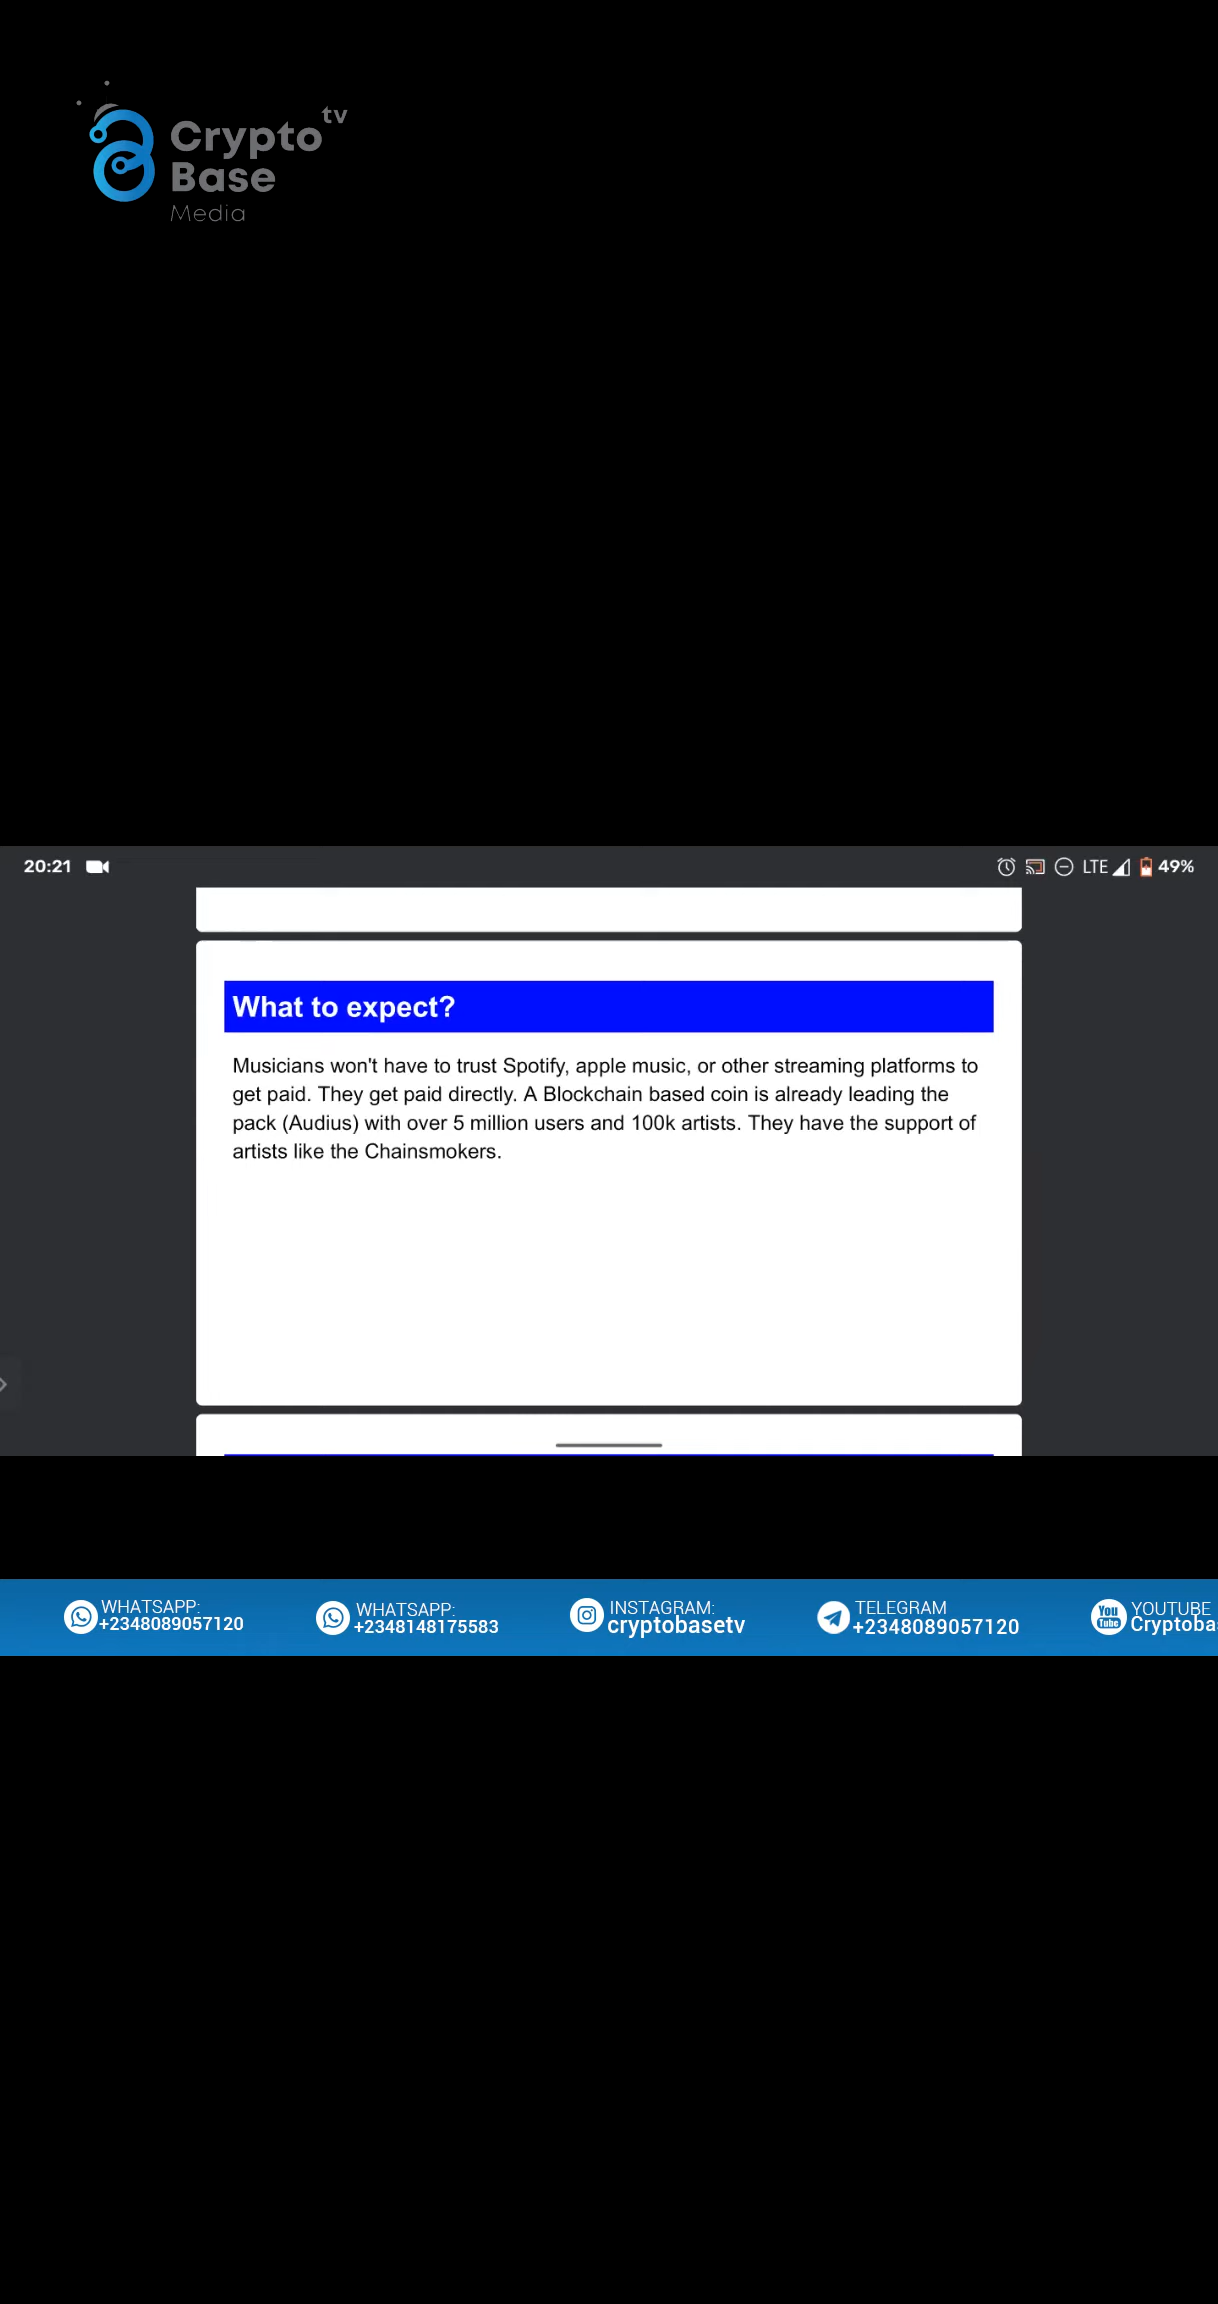 Crypto tv
Base
Media
20:21
LTE 49%
What to expect?
Musicians won't have to trust Spotify, apple music, or other streaming platforms to
get paid. They get paid directly. A Blockchain based coin is already leading the
pack (Audius) with over 5 million users and 100k artists. They have the support of
artists like the Chainsmokers.
WHATSAPP:
+2348089057120
WHATSAPP:
+2348148175583
INSTAGRAM:
cryptobasetv
TELEGRAM
+2348089057120
You
Tube
YOUTUBE
Cryptoba